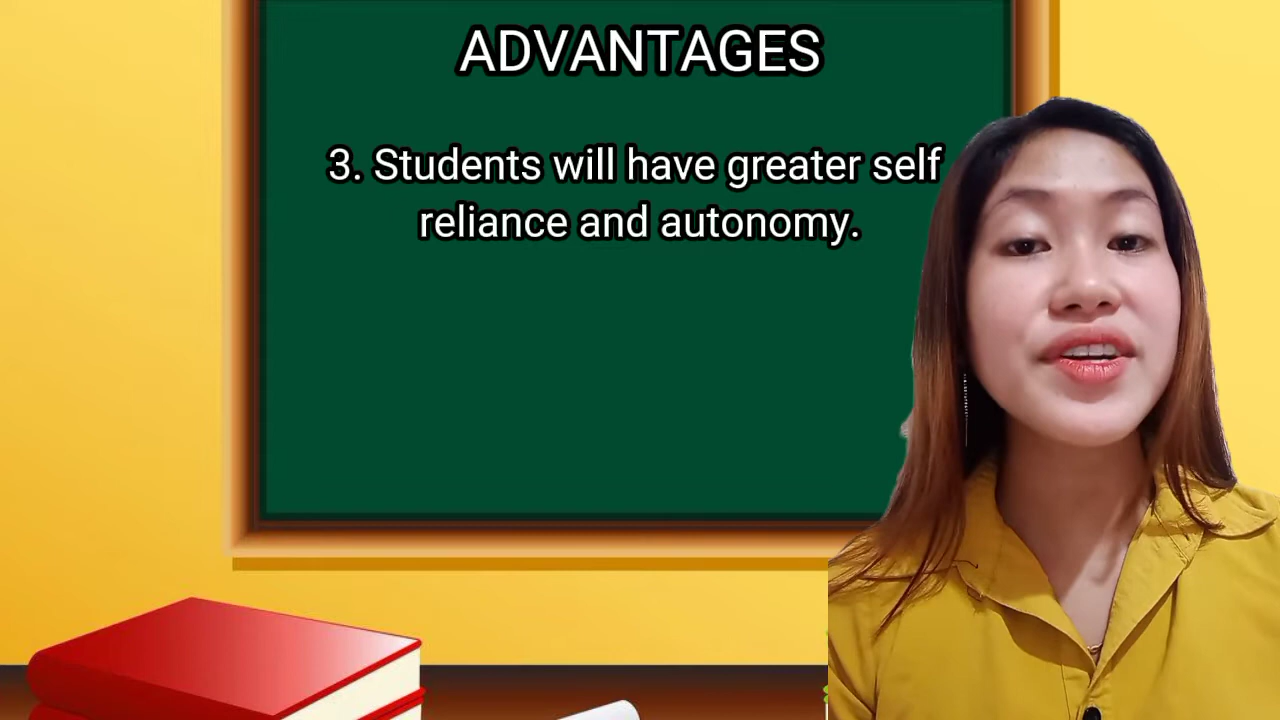 ADVANTAGES
3. Students will have greater self
reliance and autonomy.